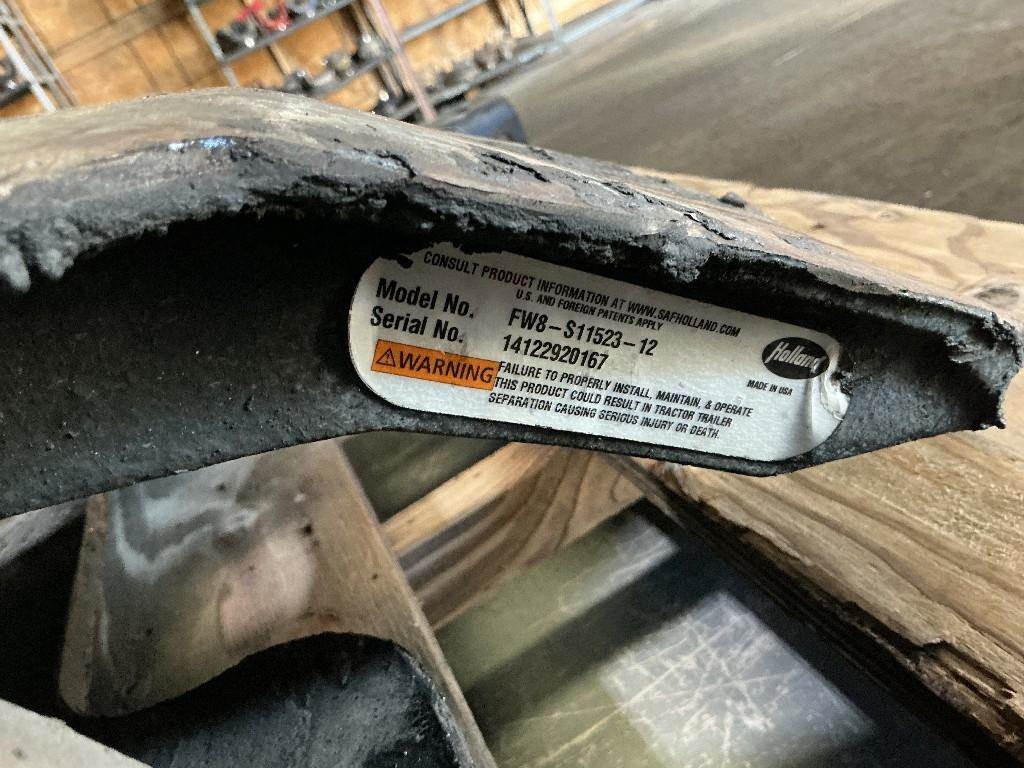 CONSULT PRODUCT INFORMATION AT WWW.SAFHOLLAND.COM
U.S. AND FOREIGN PATENTS APPLY
Model No. FW8-S11523-12
Serial No. 14122920167
Holland
MADE IN USA
WARNING
FAILURE TO PROPERLY INSTALL, MAINTAIN, & OPERATE
THIS PRODUCT COULD RESULT IN TRACTOR TRAILER
SEPARATION CAUSING SERIOUS INJURY OR DEATH.